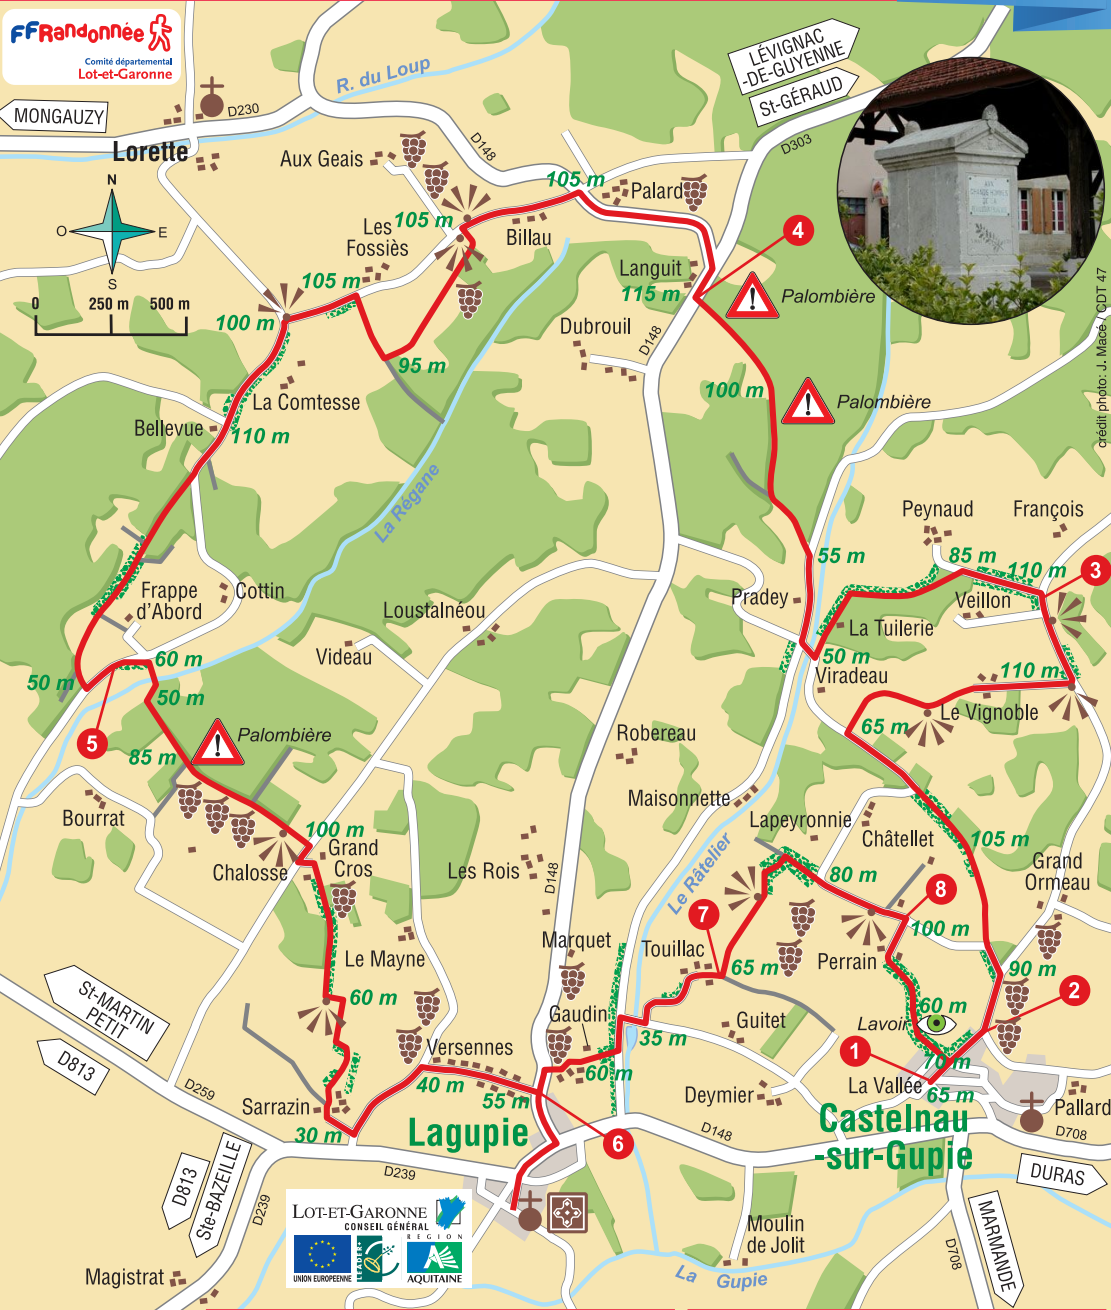 FFRandonnée
Comité départemental
Lot-et-Garonne
MONGAUZY
D230
Lorette
R. du Loup
LÉVIGNAC
-DE-GUYENNE
St-GÉRAUD
D303
D148
Aux Geais
105 m
Palard
N
O
E
S
Les
Fossiès
105 m
Billau
4
Languit
115 m
Palombière
105 m
0
250 m
500 m
100 m
Dubrouil
D148
95 m
100 m
Palombière
La Comtesse
Bellevue
110 m
crédit photo: J. Macé / CDT 47
La Régane
Peynaud
François
55 m
85 m
110 m
3
Frappe
d'Abord
Cottin
Loustalnéou
Pradey
Veillon
La Tuilerie
Videau
60 m
50 m
50 m
50 m
Viradeau
110 m
Le Vignoble
65 m
5
85 m
Palombière
Robereau
Maisonnette
Bourrat
Lapeyronnie
Châtellet
105 m
100 m
Grand
Cros
Chalosse
Les Rois
D148
Le Râtelier
80 m
Grand
Ormeau
8
7
100 m
Marquet
Touillac
65 m
Perrain
90 m
Le Mayne
60 m
2
St-MARTIN
PETIT
Gaudin
Guitet
60 m
Lavoir
35 m
1
D813
Versennes
60 m
70 m
La Vallée
65 m
D259
40 m
55 m
Deymier
Sarrazin
30 m
Lagupie
6
D148
Castelnau
-sur-Gupie
Pallard
D708
D239
D813
Ste-BAZEILLE
D239
DURAS
MARMANDE
D708
LOT-ET-GARONNE
CONSEIL GÉNÉRAL
UNION EUROPEENNE
LEADER+
REGION
AQUITAINE
Moulin
de Jolit
Magistrat
La Gupie